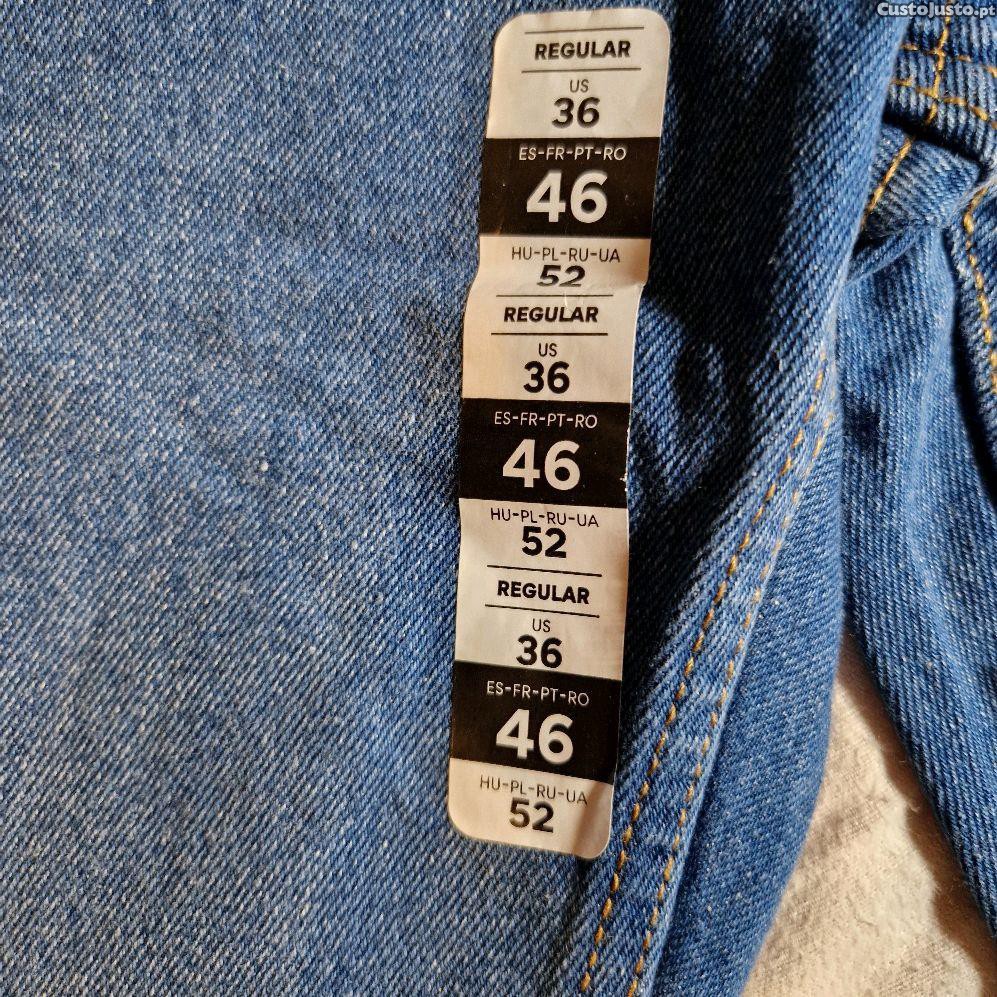 CustoJusto.pt
REGULAR
US
36
ES-FR-PT-RO
46
HU-PL-RU-UA
52
REGULAR
US
36
ES-FR-PT-RO
46
HU-PL-RU-UA
52
REGULAR
US
36
ES-FR-PT-RO
46
HU-PL-RU-UA
52